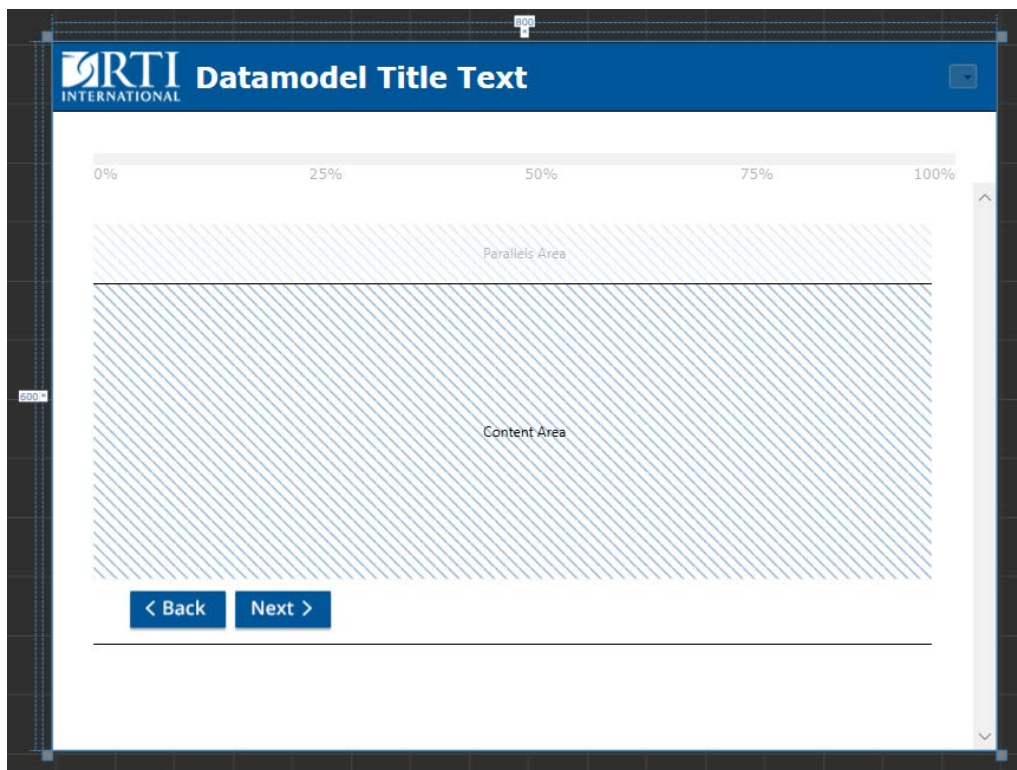 800
*
RTI
INTERNATIONAL
Datamodel Title Text
0% 25% 50% 75% 100%
Parallels Area
600 *
Content Area
< Back Next >